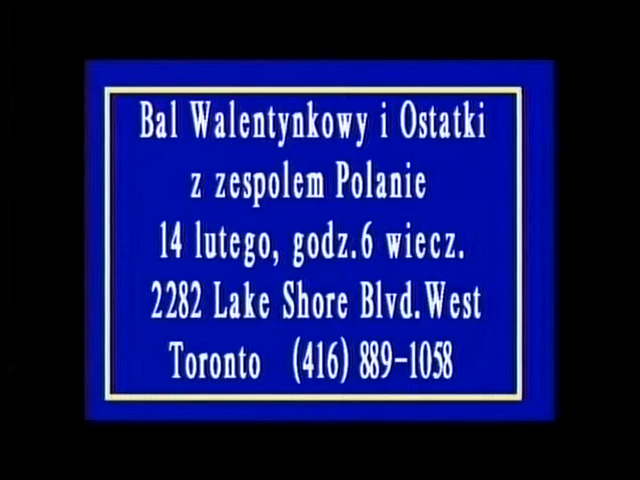 Bal Walentynkowy i Ostatki
z zespolem Polanie
14 lutego, godz.6 wiecz.
2282 Lake Shore Blvd.West
Toronto (416) 889-1058